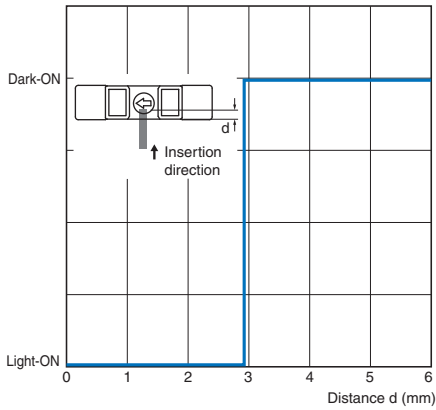 Dark-ON
d
Insertion
direction
Light-ON
0 1 2 3 4 5 6
Distance d (mm)